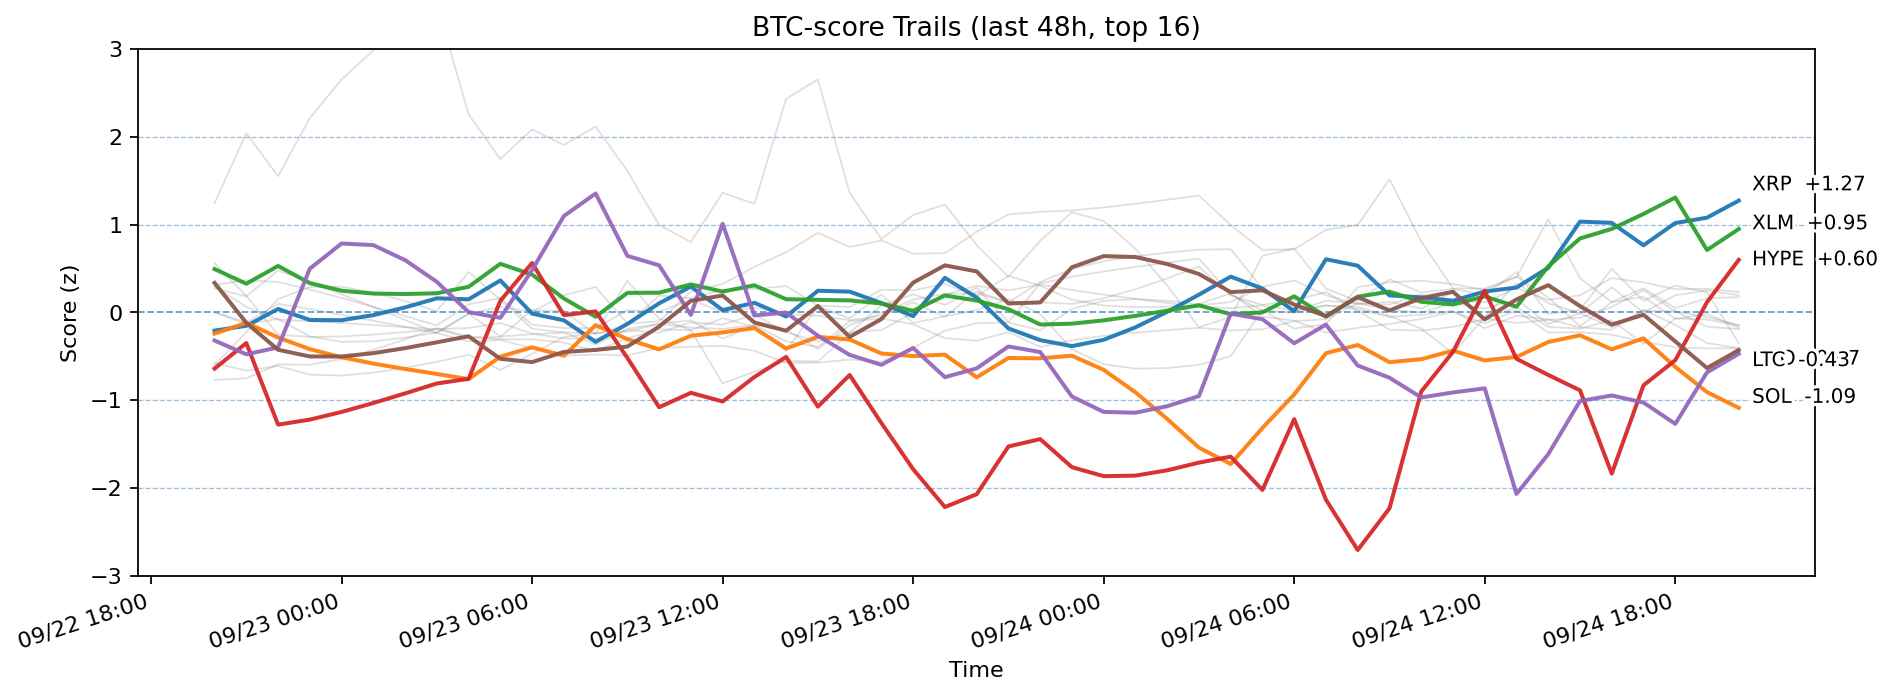 BTC-score Trails (last 48h, top 16)
3
2
1
0
−1
−2
−3
Score (z)
XRP +1.27
XLM +0.95
HYPE +0.60
LTC
SOL -1.09
09/22 18:00
09/23 00:00
09/23 06:00
09/23 12:00
09/23 18:00
09/24 00:00
09/24 06:00
09/24 12:00
09/24 18:00
Time